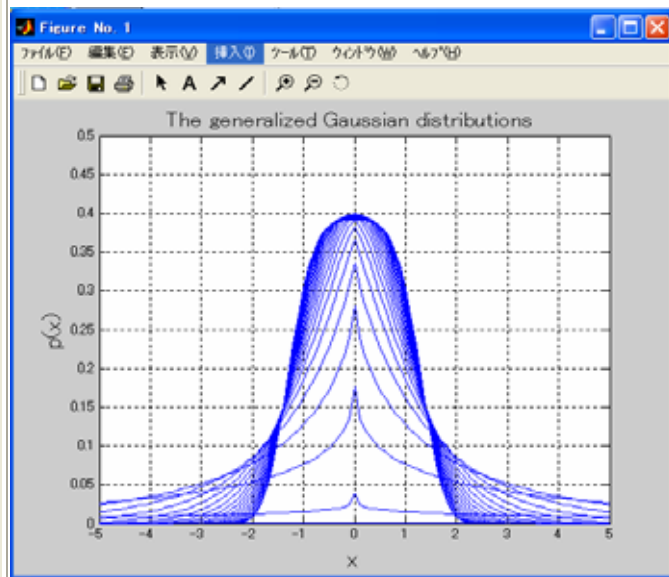 Figure No. 1
ファイル(F) 編集(E) 表示(V) 挿入(I) ツール(T) ウィンドウ(W) ヘルプ(H)
A
The generalized Gaussian distributions
0.5
0.45
0.4
0.35
0.3
0.25
0.2
0.15
0.1
0.05
0
p(x)
-5 -4 -3 -2 -1 0 1 2 3 4 5
x